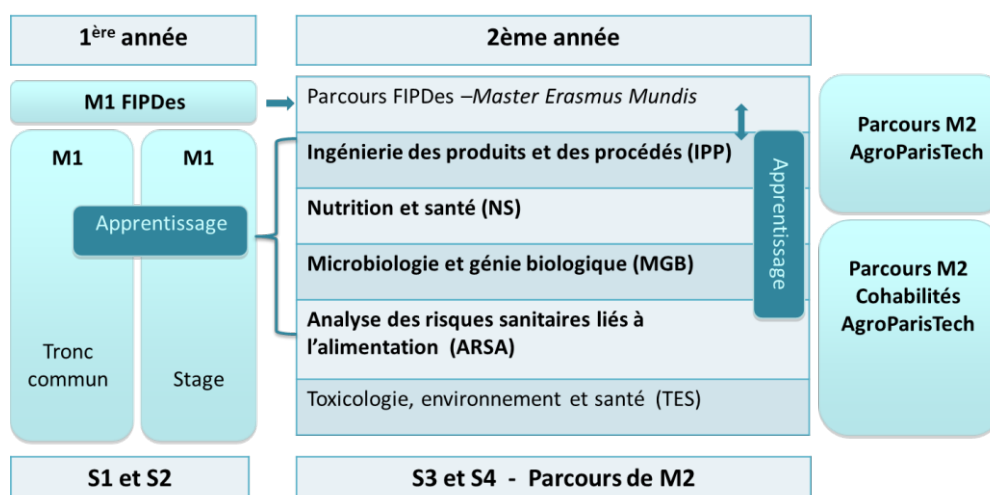 1ère année
2ème année
M1 FIPDes
Parcours FIPDes –Master Erasmus Mundis
M1
M1
Apprentissage
Tronc
commun
Stage
Ingénierie des produits et des procédés (IPP)
Nutrition et santé (NS)
Microbiologie et génie biologique (MGB)
Analyse des risques sanitaires liés à
l’alimentation (ARSA)
Toxicologie, environnement et santé (TES)
Apprentissage
Parcours M2
AgroParisTech
Parcours M2
Cohabilités
AgroParisTech
S1 et S2
S3 et S4 - Parcours de M2